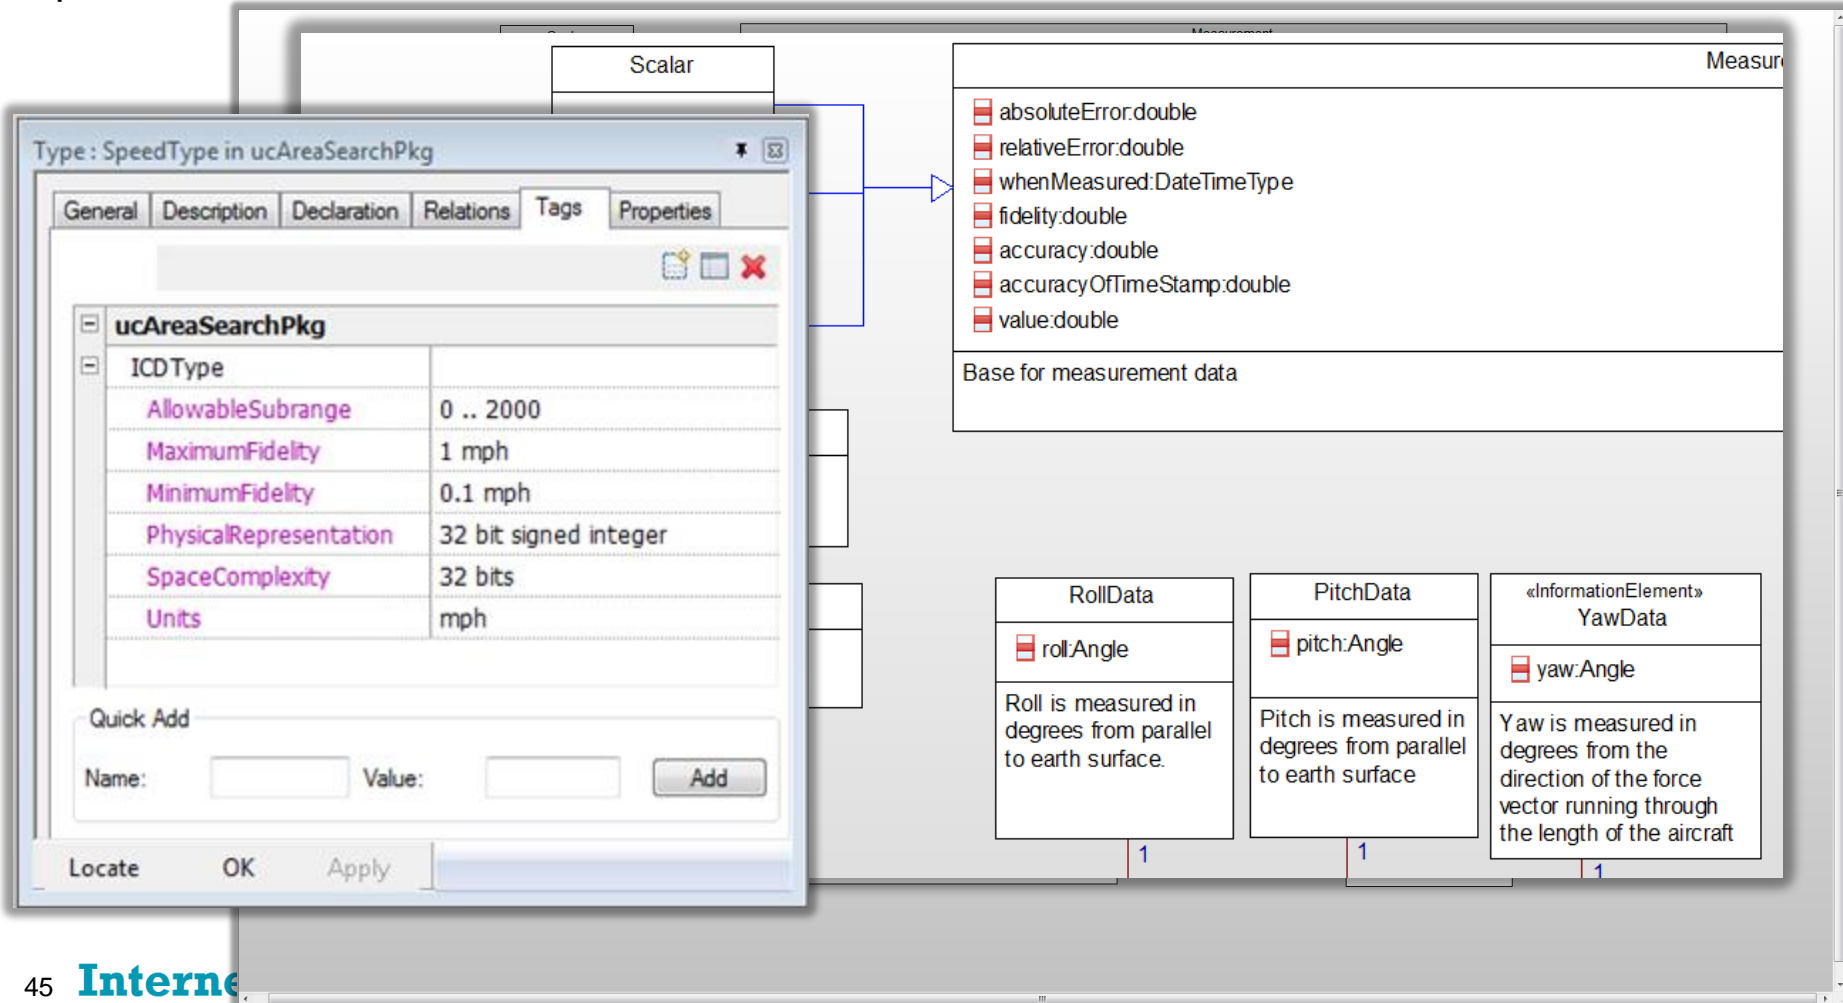 Scalar
Measur
absoluteError:double
relativeError:double
whenMeasured:DateTimeType
fidelity:double
accuracy:double
accuracyOfTimeStamp:double
value:double
Base for measurement data
Type : SpeedType in ucAreaSearchPkg
General Description Declaration Relations Tags Properties
ucAreaSearchPkg
ICDType
AllowableSubrange 0 .. 2000
MaximumFidelity 1 mph
MinimumFidelity 0.1 mph
PhysicalRepresentation 32 bit signed integer
SpaceComplexity 32 bits
Units mph
Quick Add
Name: Value: Add
Locate OK Apply
RollData
roll:Angle
Roll is measured in
degrees from parallel
to earth surface.
1
PitchData
pitch:Angle
Pitch is measured in
degrees from parallel
to earth surface
1
«InformationElement»
YawData
yaw:Angle
Yaw is measured in
degrees from the
direction of the force
vector running through
the length of the aircraft
1
45 Interne